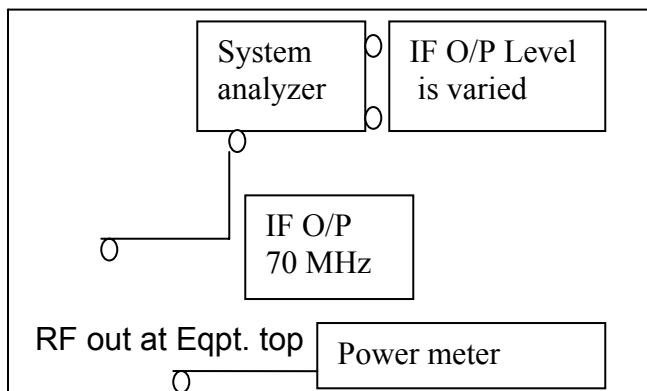 System
analyzer
IF O/P Level
is varied
IF O/P
70 MHz
RF out at Eqpt. top
Power meter